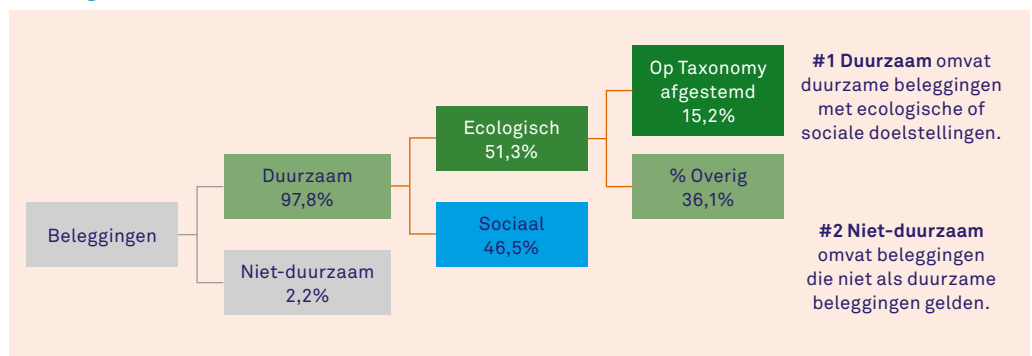 Beleggingen
Duurzaam
97,8%
Niet-duurzaam
2,2%
Ecologisch
51,3%
Sociaal
46,5%
Op Taxonomy
afgestemd
15,2%
% Overig
36,1%
#1 Duurzaam omvat
duurzame beleggingen
met ecologische of
sociale doelstellingen.
#2 Niet-duurzaam
omvat beleggingen
die niet als duurzame
beleggingen gelden.